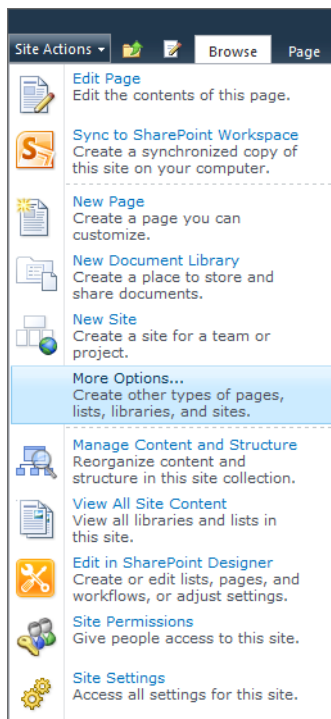 Site Actions Browse Page
Edit Page
Edit the contents of this page.
Sync to SharePoint Workspace
Create a synchronized copy of
this site on your computer.
New Page
Create a page you can
customize.
New Document Library
Create a place to store and
share documents.
New Site
Create a site for a team or
project.
More Options...
Create other types of pages,
lists, libraries, and sites.
Manage Content and Structure
Reorganize content and
structure in this site collection.
View All Site Content
View all libraries and lists in
this site.
Edit in SharePoint Designer
Create or edit lists, pages, and
workflows, or adjust settings.
Site Permissions
Give people access to this site.
Site Settings
Access all settings for this site.